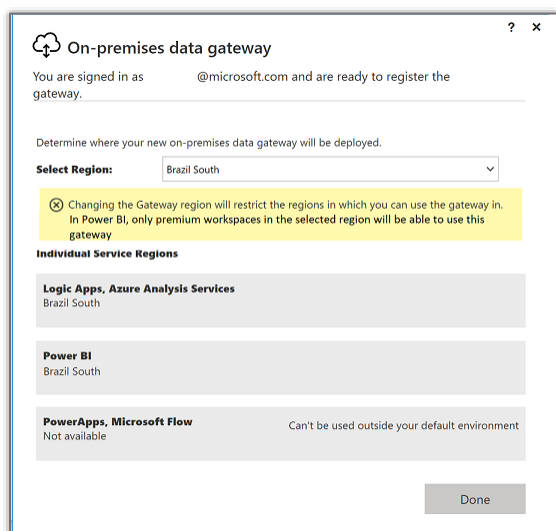 ?
On-premises data gateway
You are signed in as @microsoft.com and are ready to register the
gateway.
Determine where your new on-premises data gateway will be deployed.
Select Region: Brazil South
Changing the Gateway region will restrict the regions in which you can use the gateway in.
In Power BI, only premium workspaces in the selected region will be able to use this
gateway
Individual Service Regions
Logic Apps, Azure Analysis Services
Brazil South
Power BI
Brazil South
PowerApps, Microsoft Flow
Not available Can't be used outside your default environment
Done